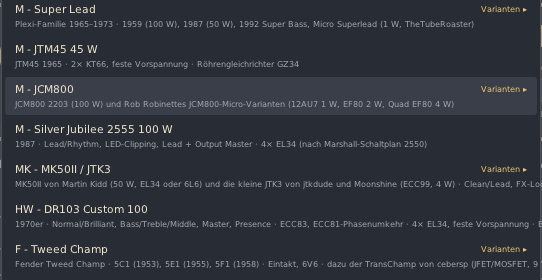 M - Super Lead
Varianten ▸
Plexi-Familie 1965–1973 · 1959 (100 W), 1987 (50 W), 1992 Super Bass, Micro Superlead (1 W, TheTubeRoaster)
M - JTM45 45 W
JTM45 1965 · 2× KT66, feste Vorspannung · Röhrengleichrichter GZ34
M - JCM800
Varianten ▸
JCM800 2203 (100 W) und Rob Robinettes JCM800-Micro-Varianten (12AU7 1 W, EF80 2 W, Quad EF80 4 W)
M - Silver Jubilee 2555 100 W
1987 · Lead/Rhythm, LED-Clipping, Lead + Output Master · 4× EL34 (nach Marshall-Schaltplan 2550)
MK - MK50II / JTK3
Varianten ▸
MK50II von Martin Kidd (50 W, EL34 oder 6L6) und die kleine JTK3 von jtkdude und Moonshine (ECC99, 4 W) · Clean/Lead, FX-Loo
HW - DR103 Custom 100
1970er · Normal/Brilliant, Bass/Treble/Middle, Master, Presence · ECC83, ECC81-Phasenumkehr · 4× EL34, feste Vorspannung ·
F - Tweed Champ
Varianten ▸
Fender Tweed Champ · 5C1 (1953), 5E1 (1955), 5F1 (1958) · Eintakt, 6V6 · dazu der TransChamp von cebersp (JFET/MOSFET, 9